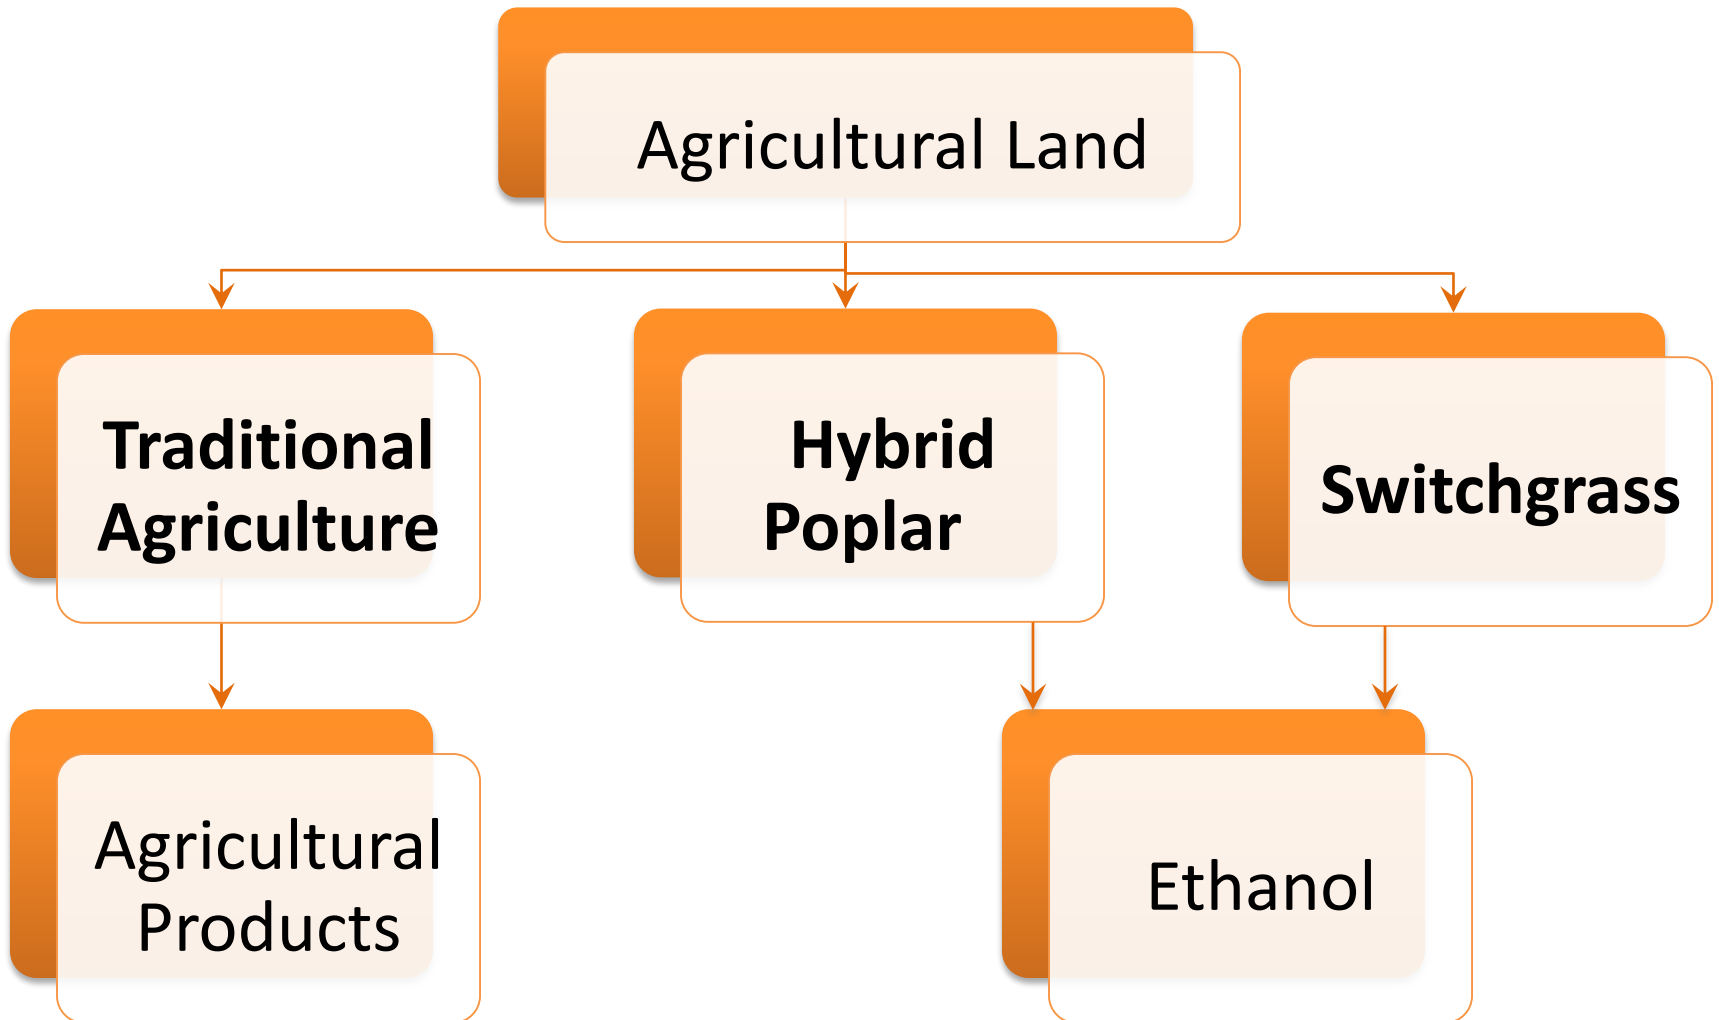 Agricultural Land
Traditional
Agriculture
Hybrid
Poplar
Switchgrass
Agricultural
Products
Ethanol